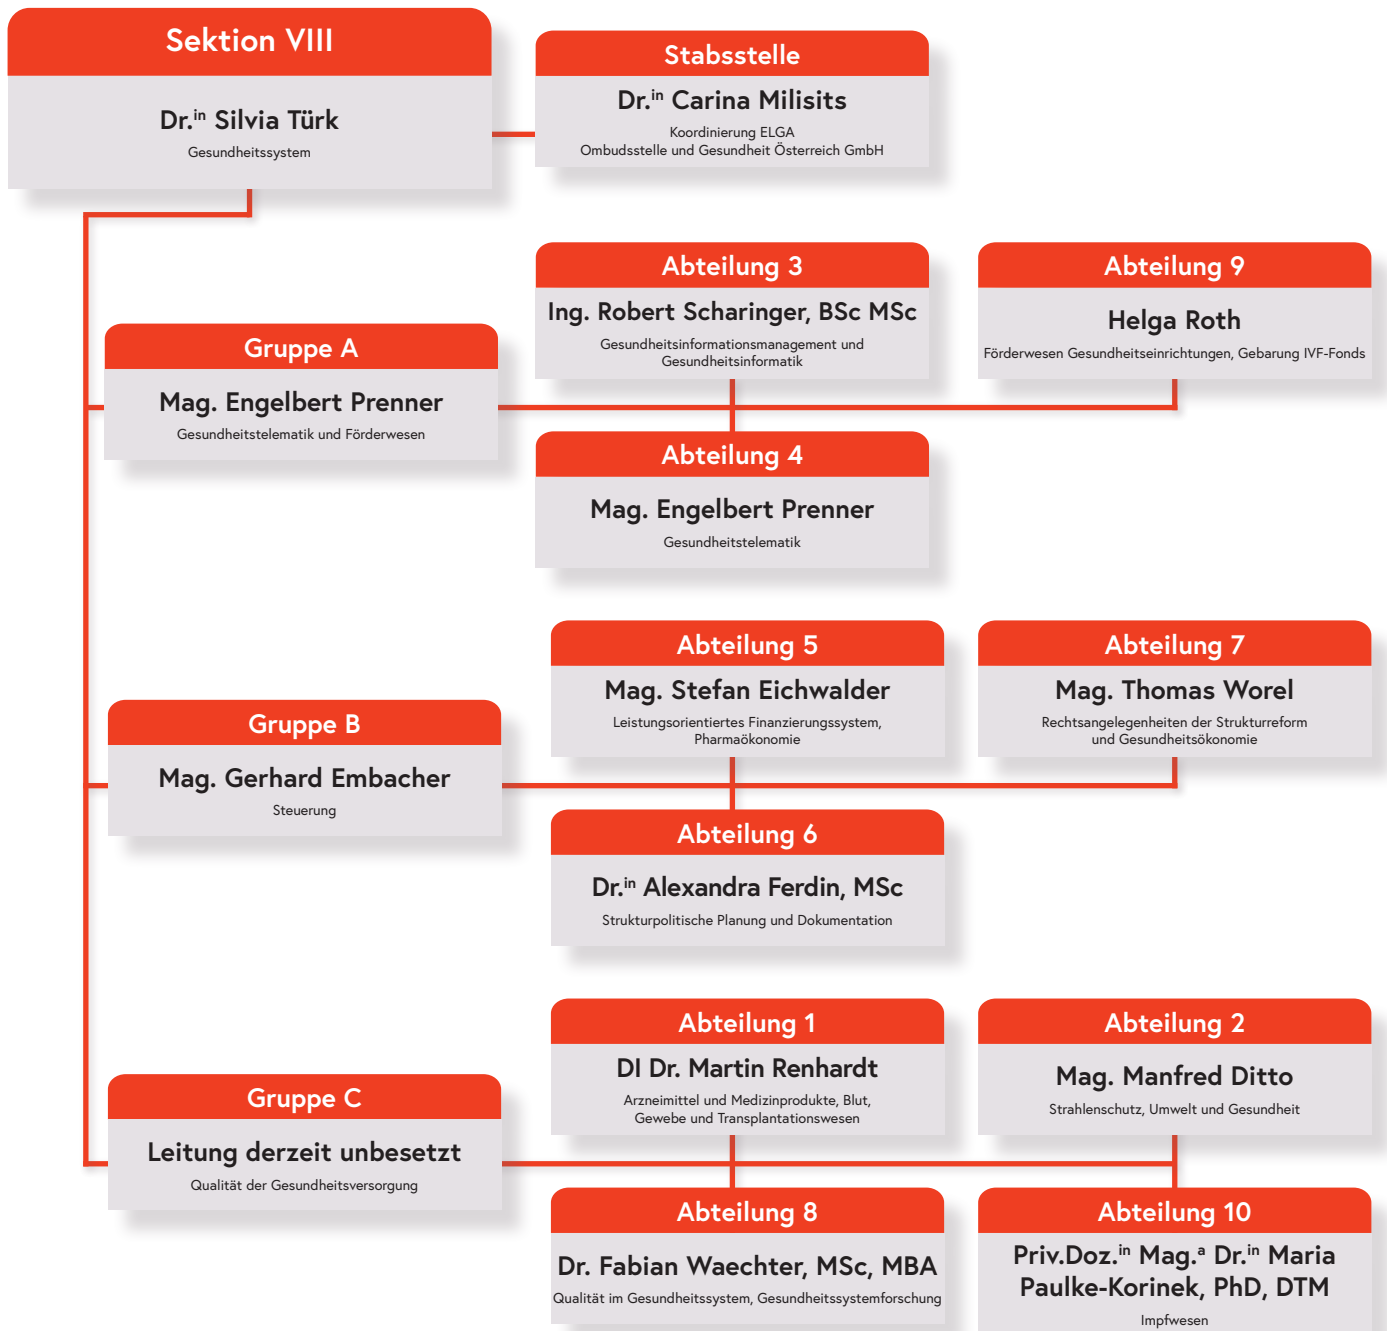 Sektion VIII
Dr.in Silvia Türk
Gesundheitssystem
Stabsstelle
Dr.in Carina Milisits
Koordinierung ELGA
Ombudsstelle und Gesundheit Österreich GmbH
Gruppe A
Mag. Engelbert Prenner
Gesundheitstelematik und Förderwesen
Abteilung 3
Ing. Robert Scharinger, BSc MSc
Gesundheitsinformationsmanagement und
Gesundheitsinformatik
Abteilung 9
Helga Roth
Förderwesen Gesundheitseinrichtungen, Gebarung IVF-Fonds
Abteilung 4
Mag. Engelbert Prenner
Gesundheitstelematik
Gruppe B
Mag. Gerhard Embacher
Steuerung
Abteilung 5
Mag. Stefan Eichwalder
Leistungsorientiertes Finanzierungssystem,
Pharmaökonomie
Abteilung 7
Mag. Thomas Worel
Rechtsangelegenheiten der Strukturreform
und Gesundheitsökonomie
Abteilung 6
Dr.in Alexandra Ferdin, MSc
Strukturpolitische Planung und Dokumentation
Gruppe C
Leitung derzeit unbesetzt
Qualität der Gesundheitsversorgung
Abteilung 1
DI Dr. Martin Renhardt
Arzneimittel und Medizinprodukte, Blut,
Gewebe und Transplantationswesen
Abteilung 2
Mag. Manfred Ditto
Strahlenschutz, Umwelt und Gesundheit
Abteilung 8
Dr. Fabian Waechter, MSc, MBA
Qualität im Gesundheitssystem, Gesundheitssystemforschung
Abteilung 10
Priv.Doz.in Mag.a Dr.in Maria
Paulke-Korinek, PhD, DTM
Impfwesen